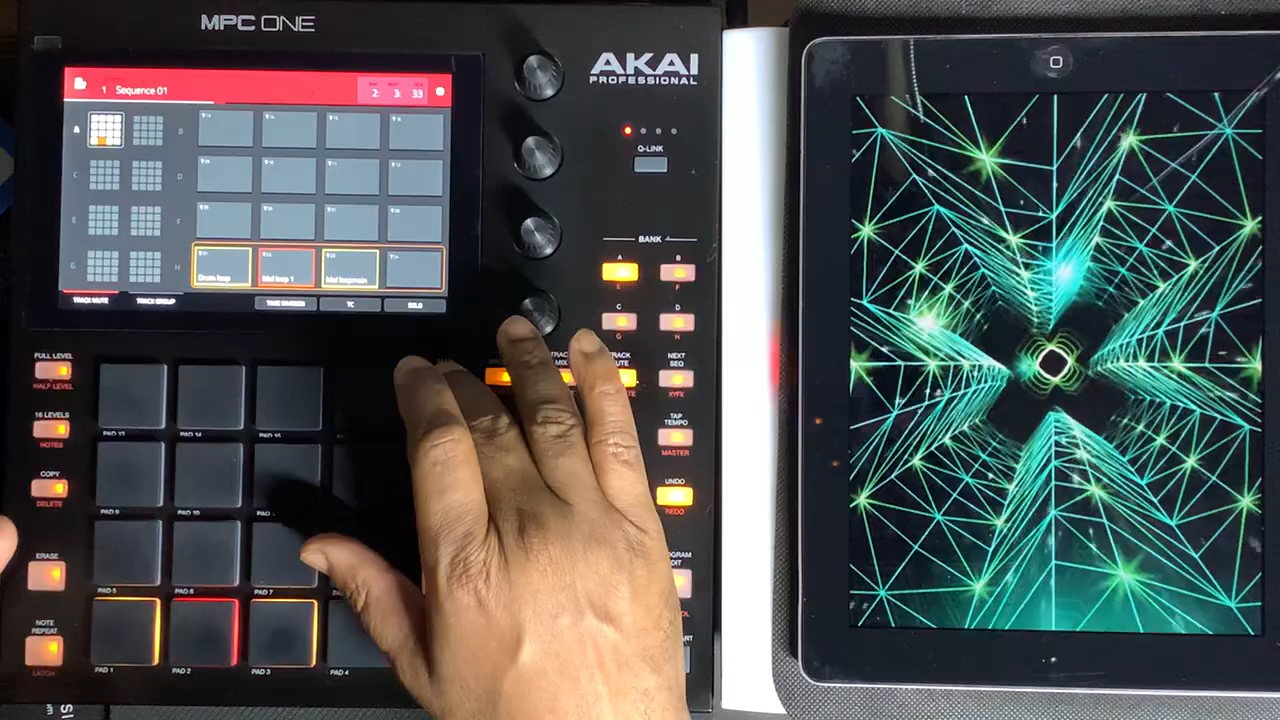 MPC ONE
AKAI
PROFESSIONAL
1 Sequence 01
2: 3: 33
A B
C D
E F
G H
Drum loop
Mel loop 1
Mel loopmain
TRACK MUTE
TRACK GROUP
TC
SOLO
Q-LINK
BANK
A B
E F
C D
G H
FULL LEVEL
HALF LEVEL
16 LEVELS
NOTES
COPY
DELETE
ERASE
NOTE
REPEAT
LATCH
NEXT
SEQ
XYFX
TAP
TEMPO
MASTER
UNDO
REDO
PAD 13
PAD 14
PAD 15
PAD 9
PAD 10
PAD 5
PAD 6
PAD 7
PAD 1
PAD 2
PAD 3
PAD 4